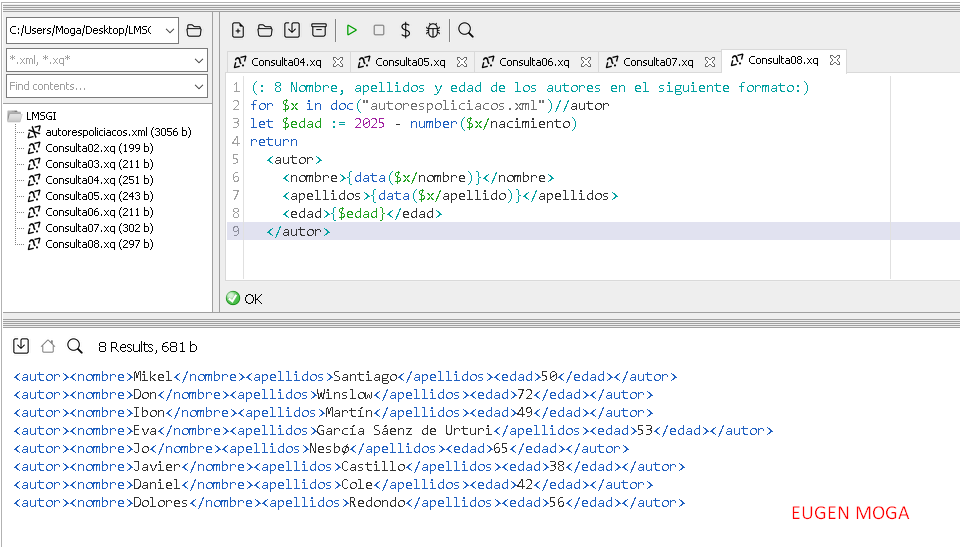 C:/Users/Moga/Desktop/LMSG
*.xml, *.xq*
Find contents...
LMSGI
autorespoliciacos.xml (3056 b)
Consulta02.xq (199 b)
Consulta03.xq (211 b)
Consulta04.xq (251 b)
Consulta05.xq (243 b)
Consulta06.xq (211 b)
Consulta07.xq (302 b)
Consulta08.xq (297 b)
Consulta04.xq Consulta05.xq Consulta06.xq Consulta07.xq Consulta08.xq
1 (: 8 Nombre, apellidos y edad de los autores en el siguiente formato:)
2 for $x in doc("autorespoliciacos.xml")//autor
3 let $edad := 2025 - number($x/nacimiento)
4 return
5 <autor>
6 <nombre>{data($x/nombre)}</nombre>
7 <apellidos>{data($x/apellido)}</apellidos>
8 <edad>{$edad}</edad>
9 </autor>
OK
8 Results, 681 b
<autor><nombre>Mikel</nombre><apellidos>Santiago</apellidos><edad>50</edad></autor>
<autor><nombre>Don</nombre><apellidos>Winslow</apellidos><edad>72</edad></autor>
<autor><nombre>Ibon</nombre><apellidos>Martín</apellidos><edad>49</edad></autor>
<autor><nombre>Eva</nombre><apellidos>García Sáenz de Urturi</apellidos><edad>53</edad></autor>
<autor><nombre>Jo</nombre><apellidos>Nesbø</apellidos><edad>65</edad></autor>
<autor><nombre>Javier</nombre><apellidos>Castillo</apellidos><edad>38</edad></autor>
<autor><nombre>Daniel</nombre><apellidos>Cole</apellidos><edad>42</edad></autor>
<autor><nombre>Dolores</nombre><apellidos>Redondo</apellidos><edad>56</edad></autor>
EUGEN MOGA